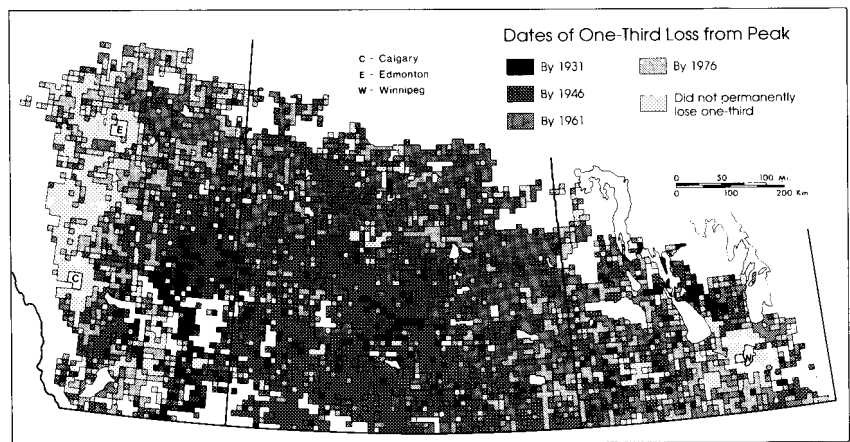 Dates of One-Third Loss from Peak
C - Calgary
E - Edmonton
W - Winnipeg
By 1931
By 1946
By 1961
By 1976
Did not permanently
lose one-third
0 50 100 Mi.
0 100 200 Km
E
C
W